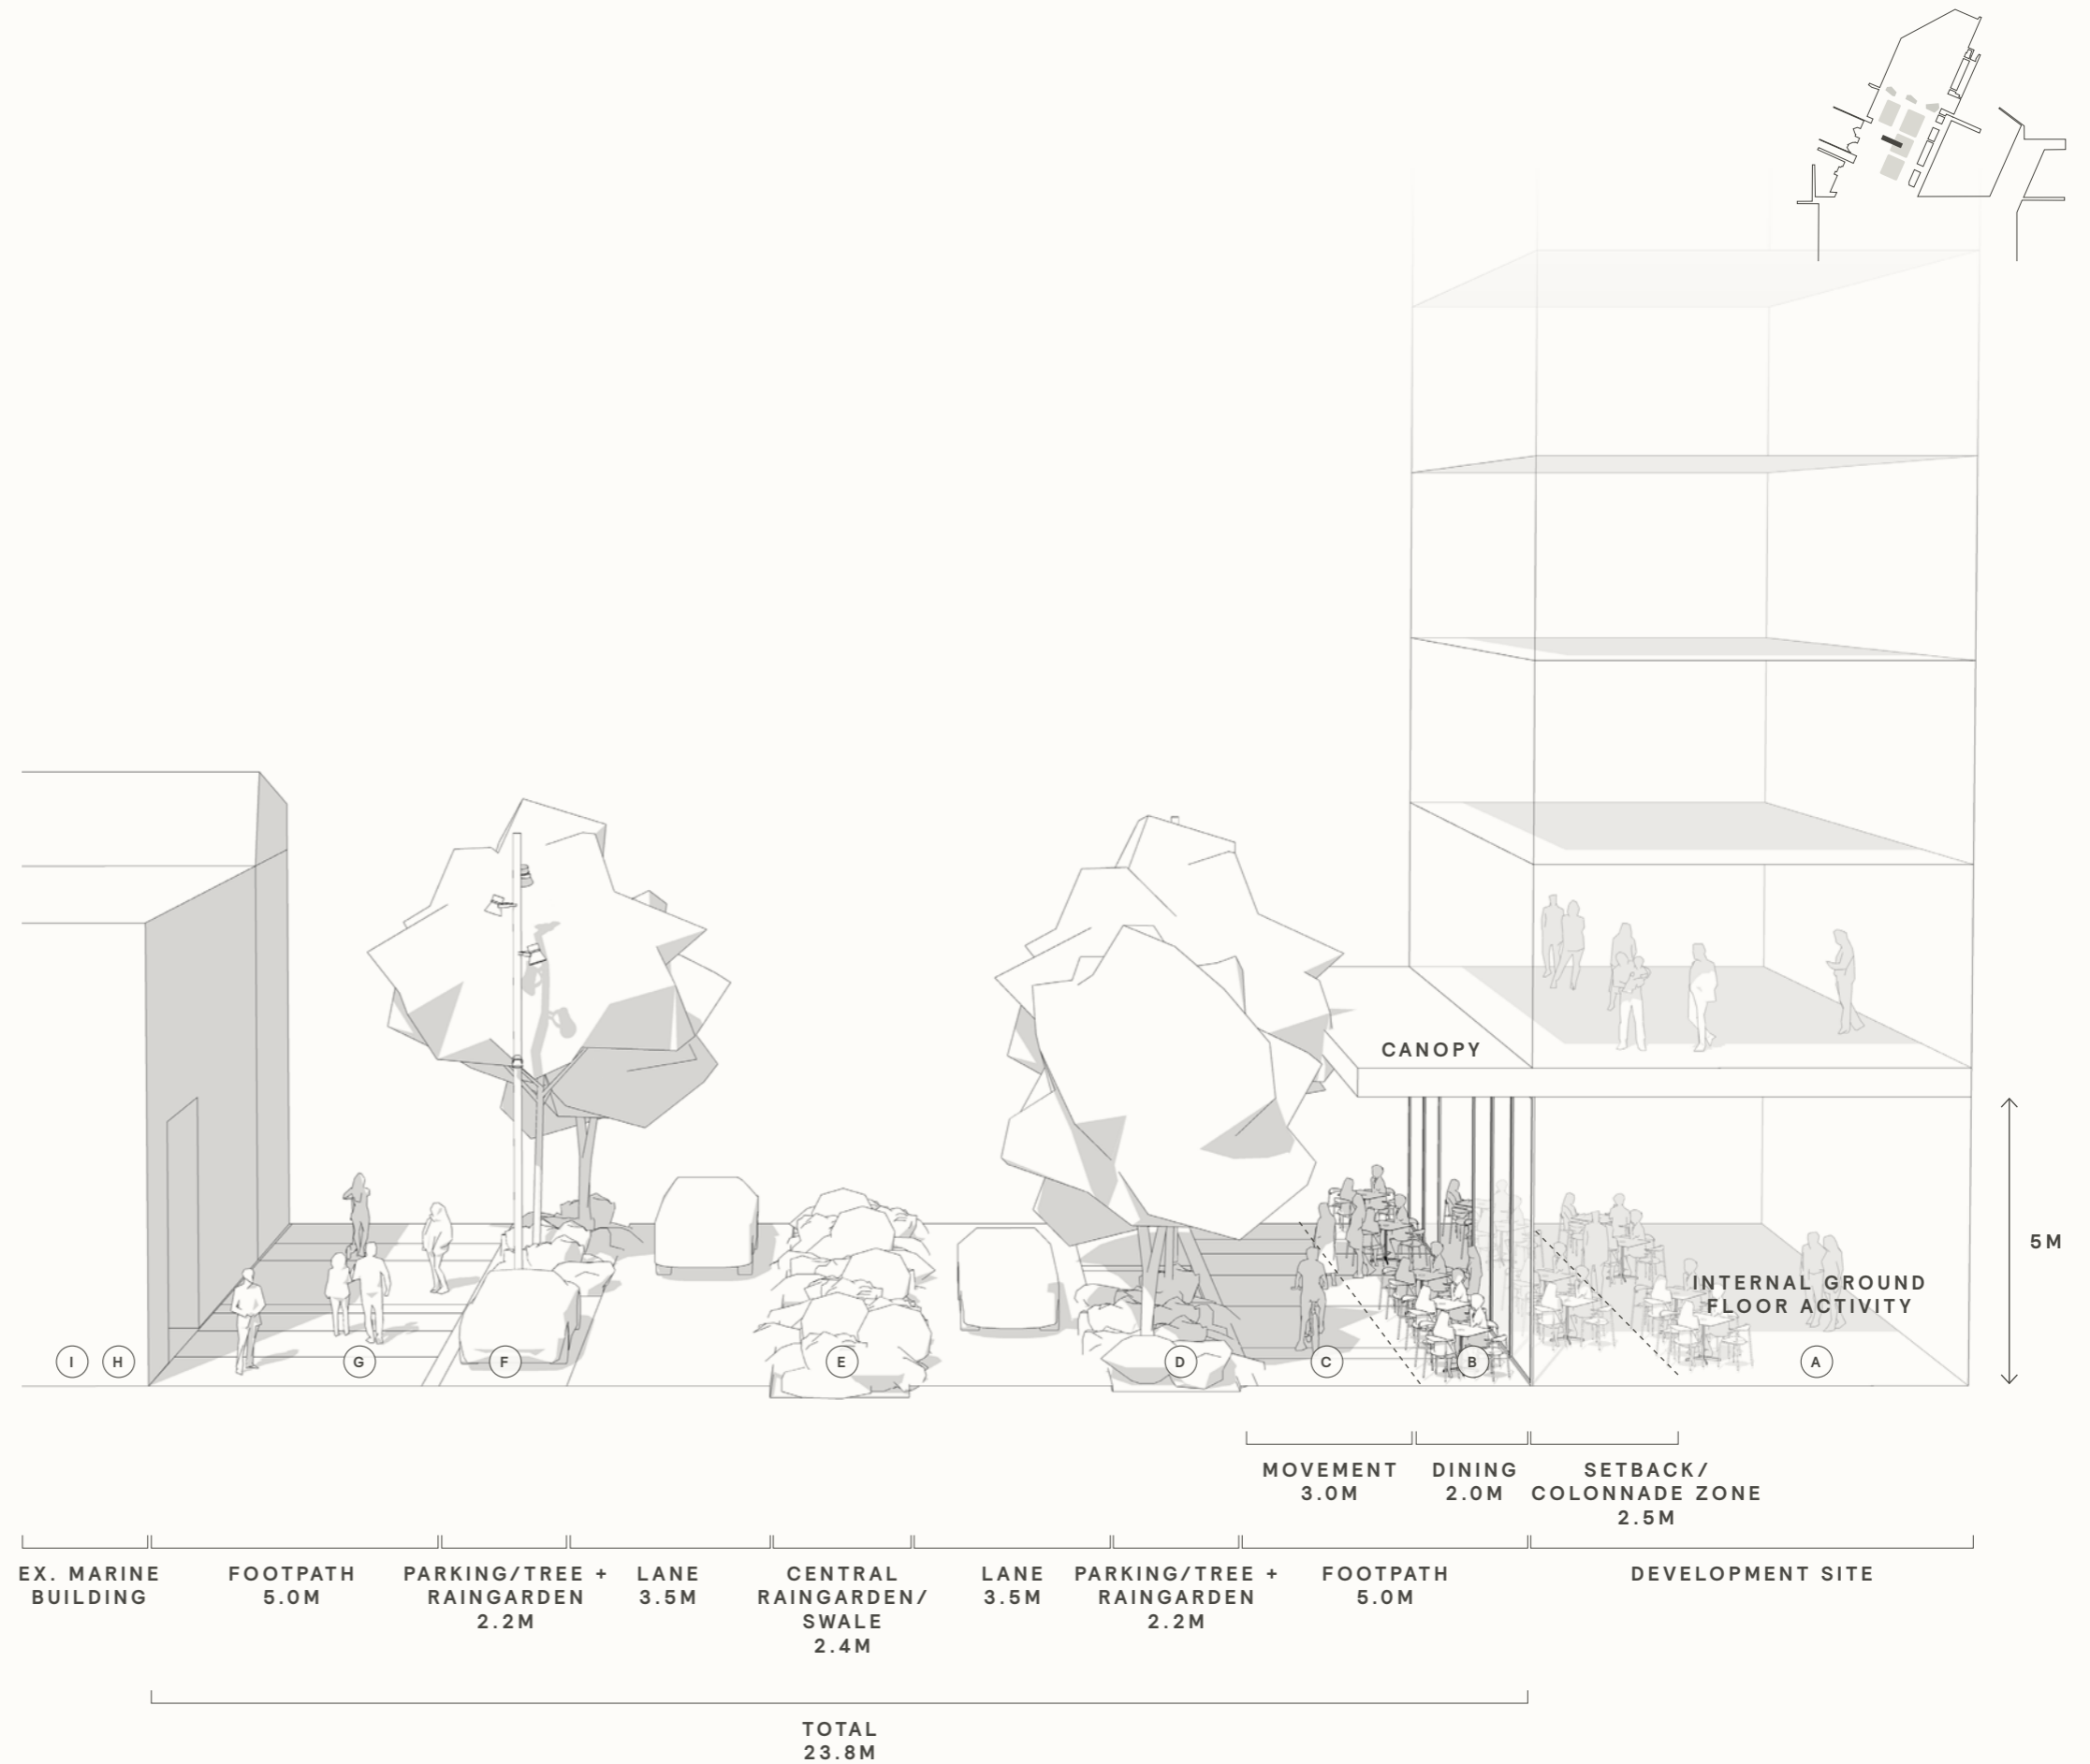 CANOPY
5M
INTERNAL GROUND
FLOOR ACTIVITY
I
H
G
F
E
D
C
B
A
MOVEMENT
3.0M
DINING
2.0M
SETBACK/
COLONNADE ZONE
2.5M
EX. MARINE
BUILDING
FOOTPATH
5.0M
PARKING/TREE +
RAINGARDEN
2.2M
LANE
3.5M
CENTRAL
RAINGARDEN/
SWALE
2.4M
LANE
3.5M
PARKING/TREE +
RAINGARDEN
2.2M
FOOTPATH
5.0M
DEVELOPMENT SITE
TOTAL
23.8M